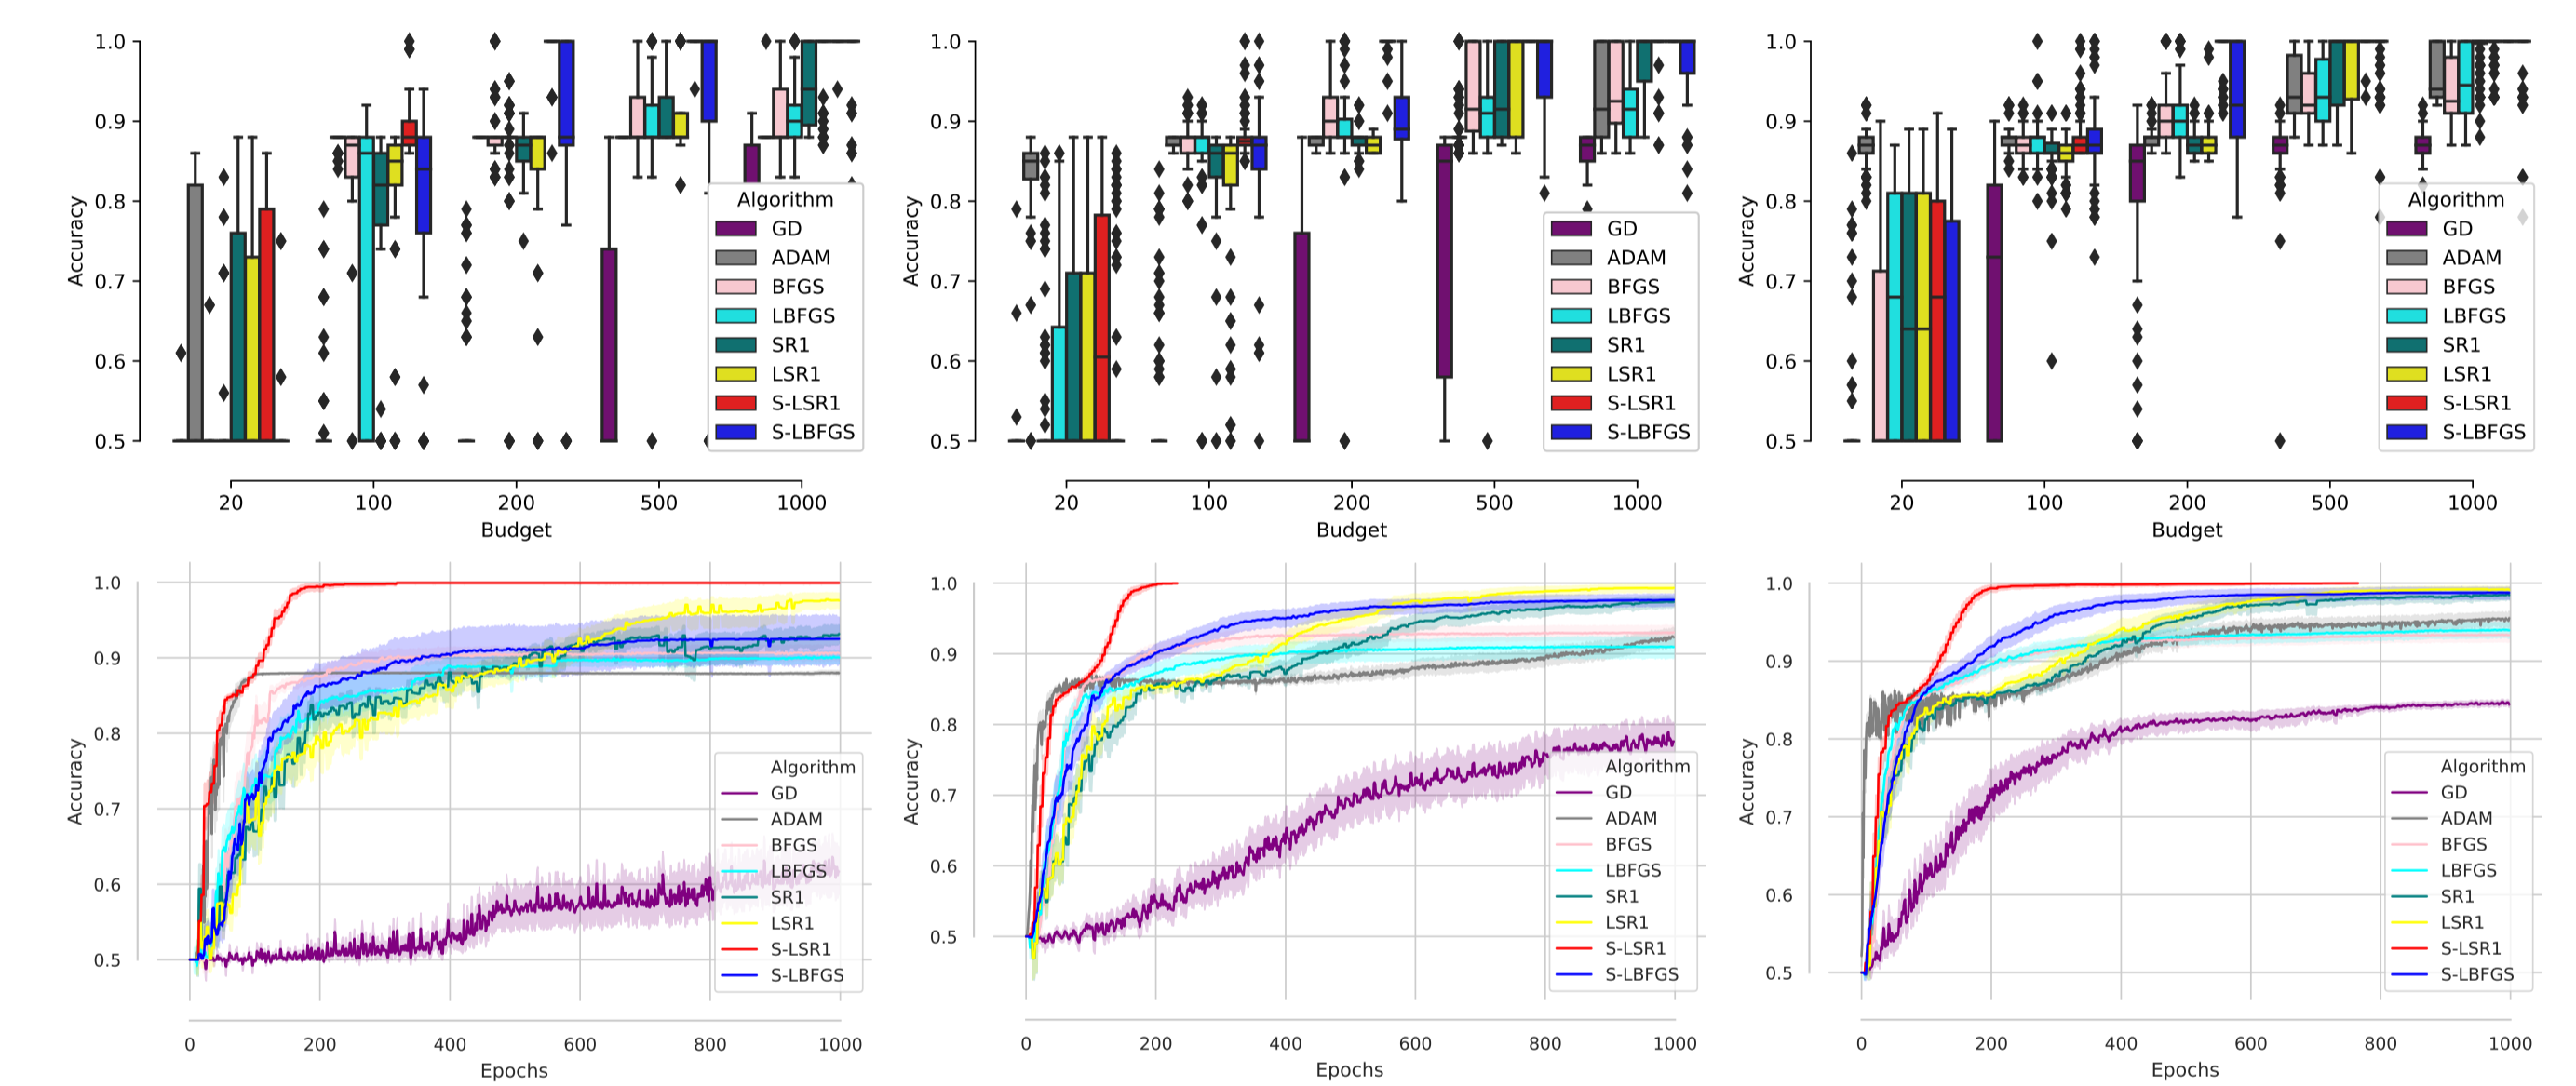 1.0
0.9
0.8
0.7
0.6
0.5
Accuracy
20 100 200 500 1000
Budget
Algorithm
GD
ADAM
BFGS
LBFGS
SR1
LSR1
S-LSR1
S-LBFGS
1.0
0.9
0.8
0.7
0.6
0.5
Accuracy
20 100 200 500 1000
Budget
GD
ADAM
BFGS
LBFGS
SR1
LSR1
S-LSR1
S-LBFGS
1.0
0.9
0.8
0.7
0.6
0.5
Accuracy
20 100 200 500 1000
Budget
Algorithm
GD
ADAM
BFGS
LBFGS
SR1
LSR1
S-LSR1
S-LBFGS
1.0
0.9
0.8
0.7
0.6
0.5
Accuracy
0 200 400 600 800 1000
Epochs
Algorithm
GD
ADAM
BFGS
LBFGS
SR1
LSR1
S-LSR1
S-LBFGS
1.0
0.9
0.8
0.7
0.6
0.5
Accuracy
0 200 400 600 800 1000
Epochs
Algorithm
GD
ADAM
BFGS
LBFGS
SR1
LSR1
S-LSR1
S-LBFGS
1.0
0.9
0.8
0.7
0.6
0.5
Accuracy
0 200 400 600 800 1000
Epochs
Algorithm
GD
ADAM
BFGS
LBFGS
SR1
LSR1
S-LSR1
S-LBFGS